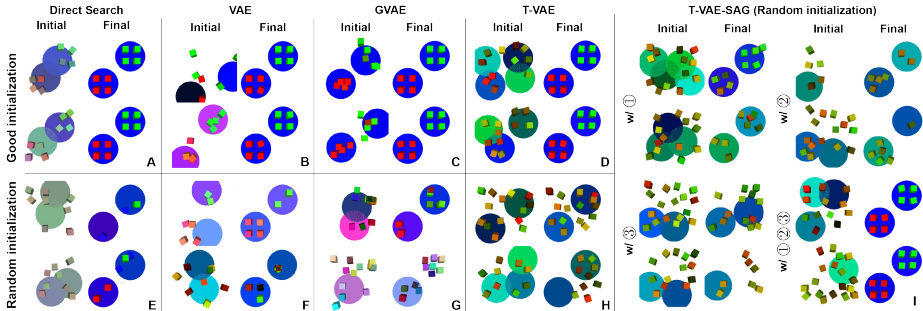 Direct Search VAE GVAE T-VAE T-VAE-SAG (Random initialization)
Initial Final Initial Final Initial Final Initial Final Initial Final Initial Final
Good initialization
w/ ① w/ ②
A B C D
Random initialization
w/ ③ w/ ①②③
E F G H I